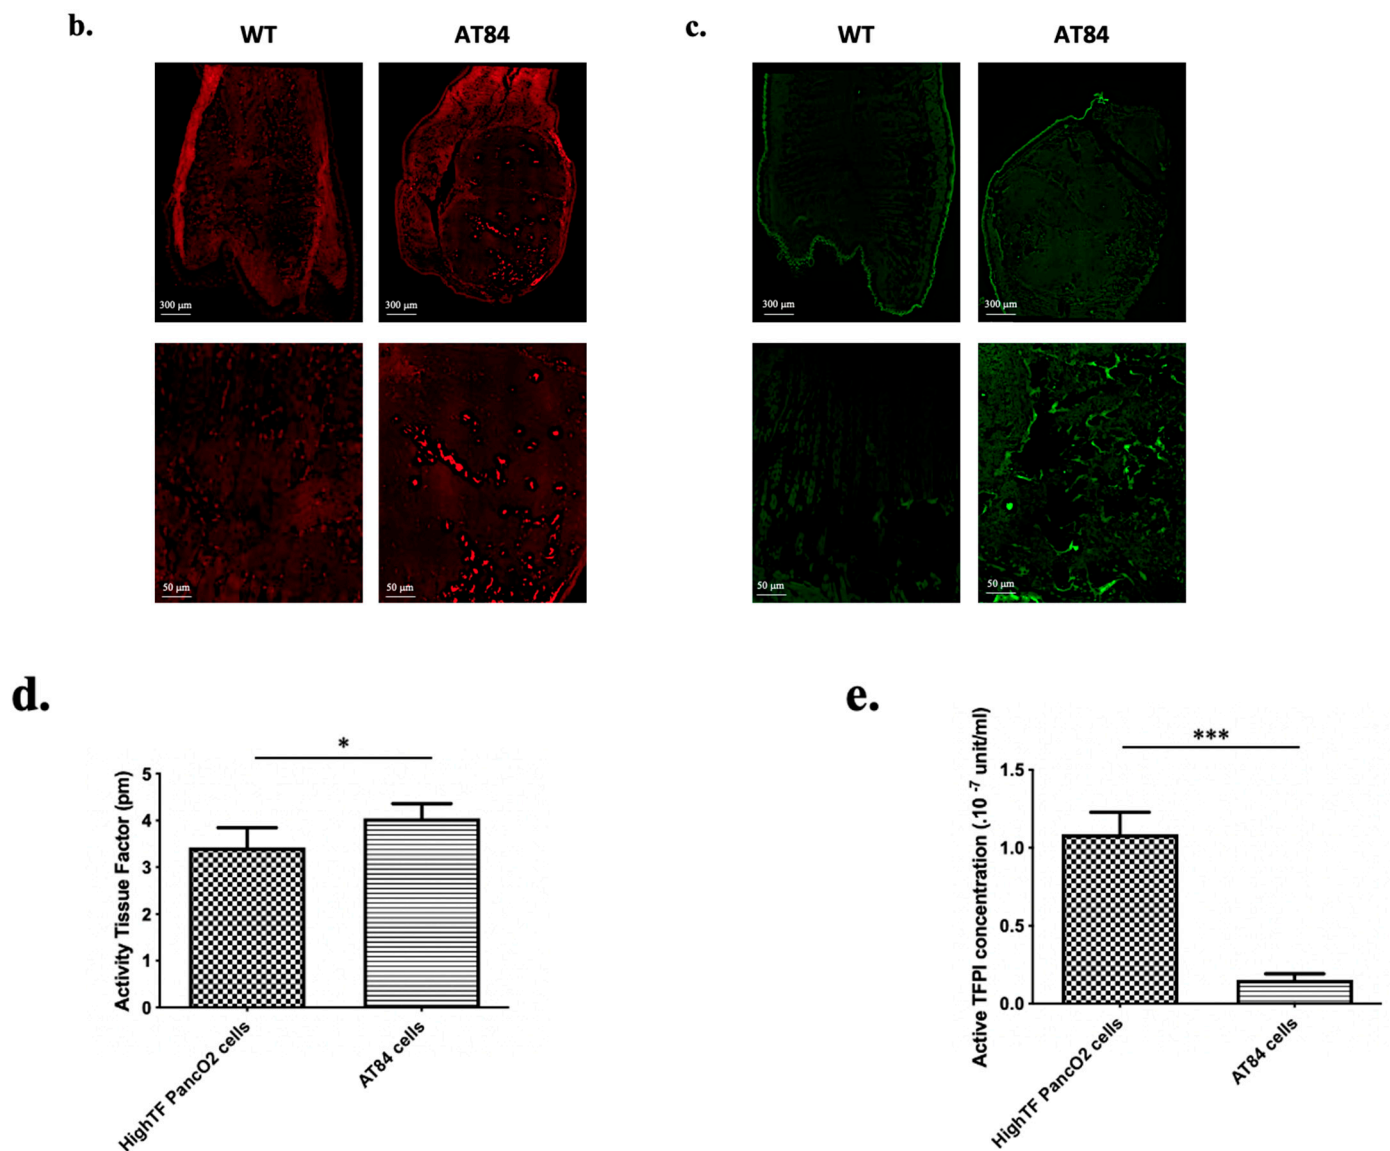 b.
WT
AT84
c.
WT
AT84
300 µm
300 µm
300 µm
300 µm
50 µm
50 µm
50 µm
50 µm
d.
*
Activity Tissue Factor (pm)
5
4
3
2
1
0
HighTF PancO2 cells
AT84 cells
e.
***
Active TFPI concentration (.10 -7 unit/ml)
1.5
1.0
0.5
0.0
HighTF PancO2 cells
AT84 cells